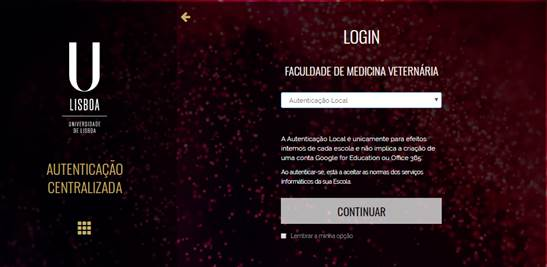 U
LISBOA
UNIVERSIDADE
DE LISBOA
AUTENTICAÇÃO
CENTRALIZADA
LOGIN
FACULDADE DE MEDICINA VETERNÁRIA
Autenticação Local
A Autenticação Local é unicamente para efeitos
internos de cada escola e não implica a criação de
uma conta Google for Education ou Office 365.
Ao autenticar-se, está a aceitar as normas dos serviços
informáticos da sua Escola.
CONTINUAR
Lembrar a minha opção